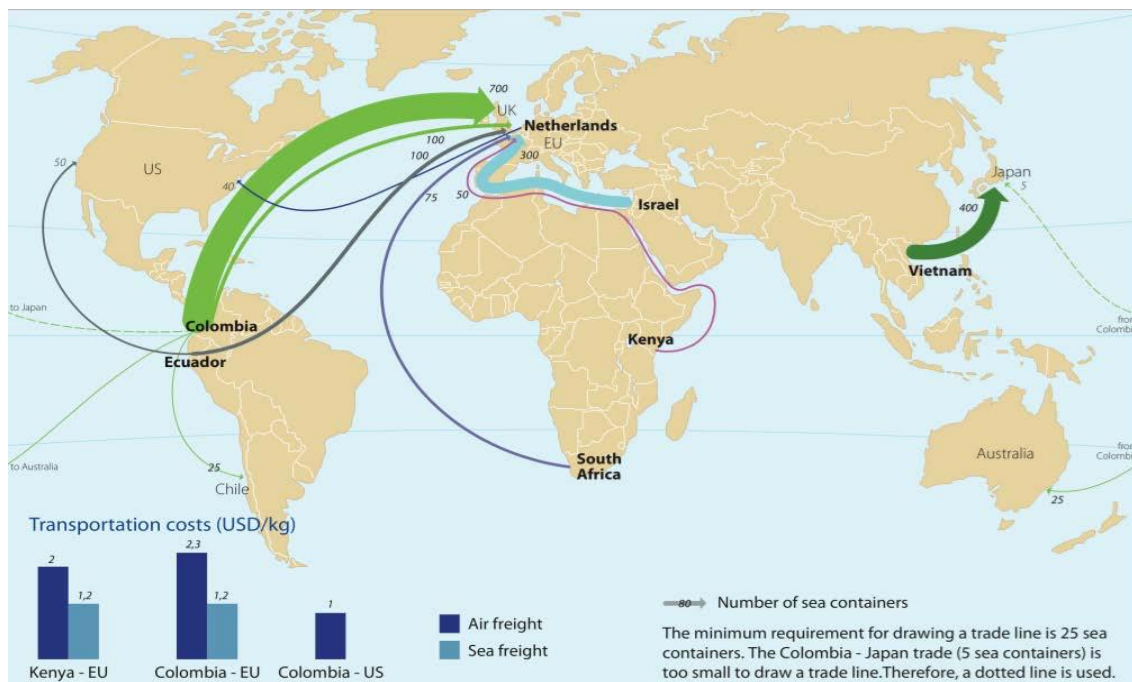 700
UK
Netherlands
EU
100
100
300
50
US
40
75
50
Israel
Japan
5
400
Vietnam
to Japan
Colombia
from
Colombia
Kenya
Ecuador
to Australia
25
Chile
South
Africa
Australia
from
Colombia
25
Transportation costs (USD/kg)
2
1,2
2,3
1,2
1
Kenya - EU
Colombia - EU
Colombia - US
Air freight
Sea freight
80
Number of sea containers
The minimum requirement for drawing a trade line is 25 sea
containers. The Colombia - Japan trade (5 sea containers) is
too small to draw a trade line.Therefore, a dotted line is used.